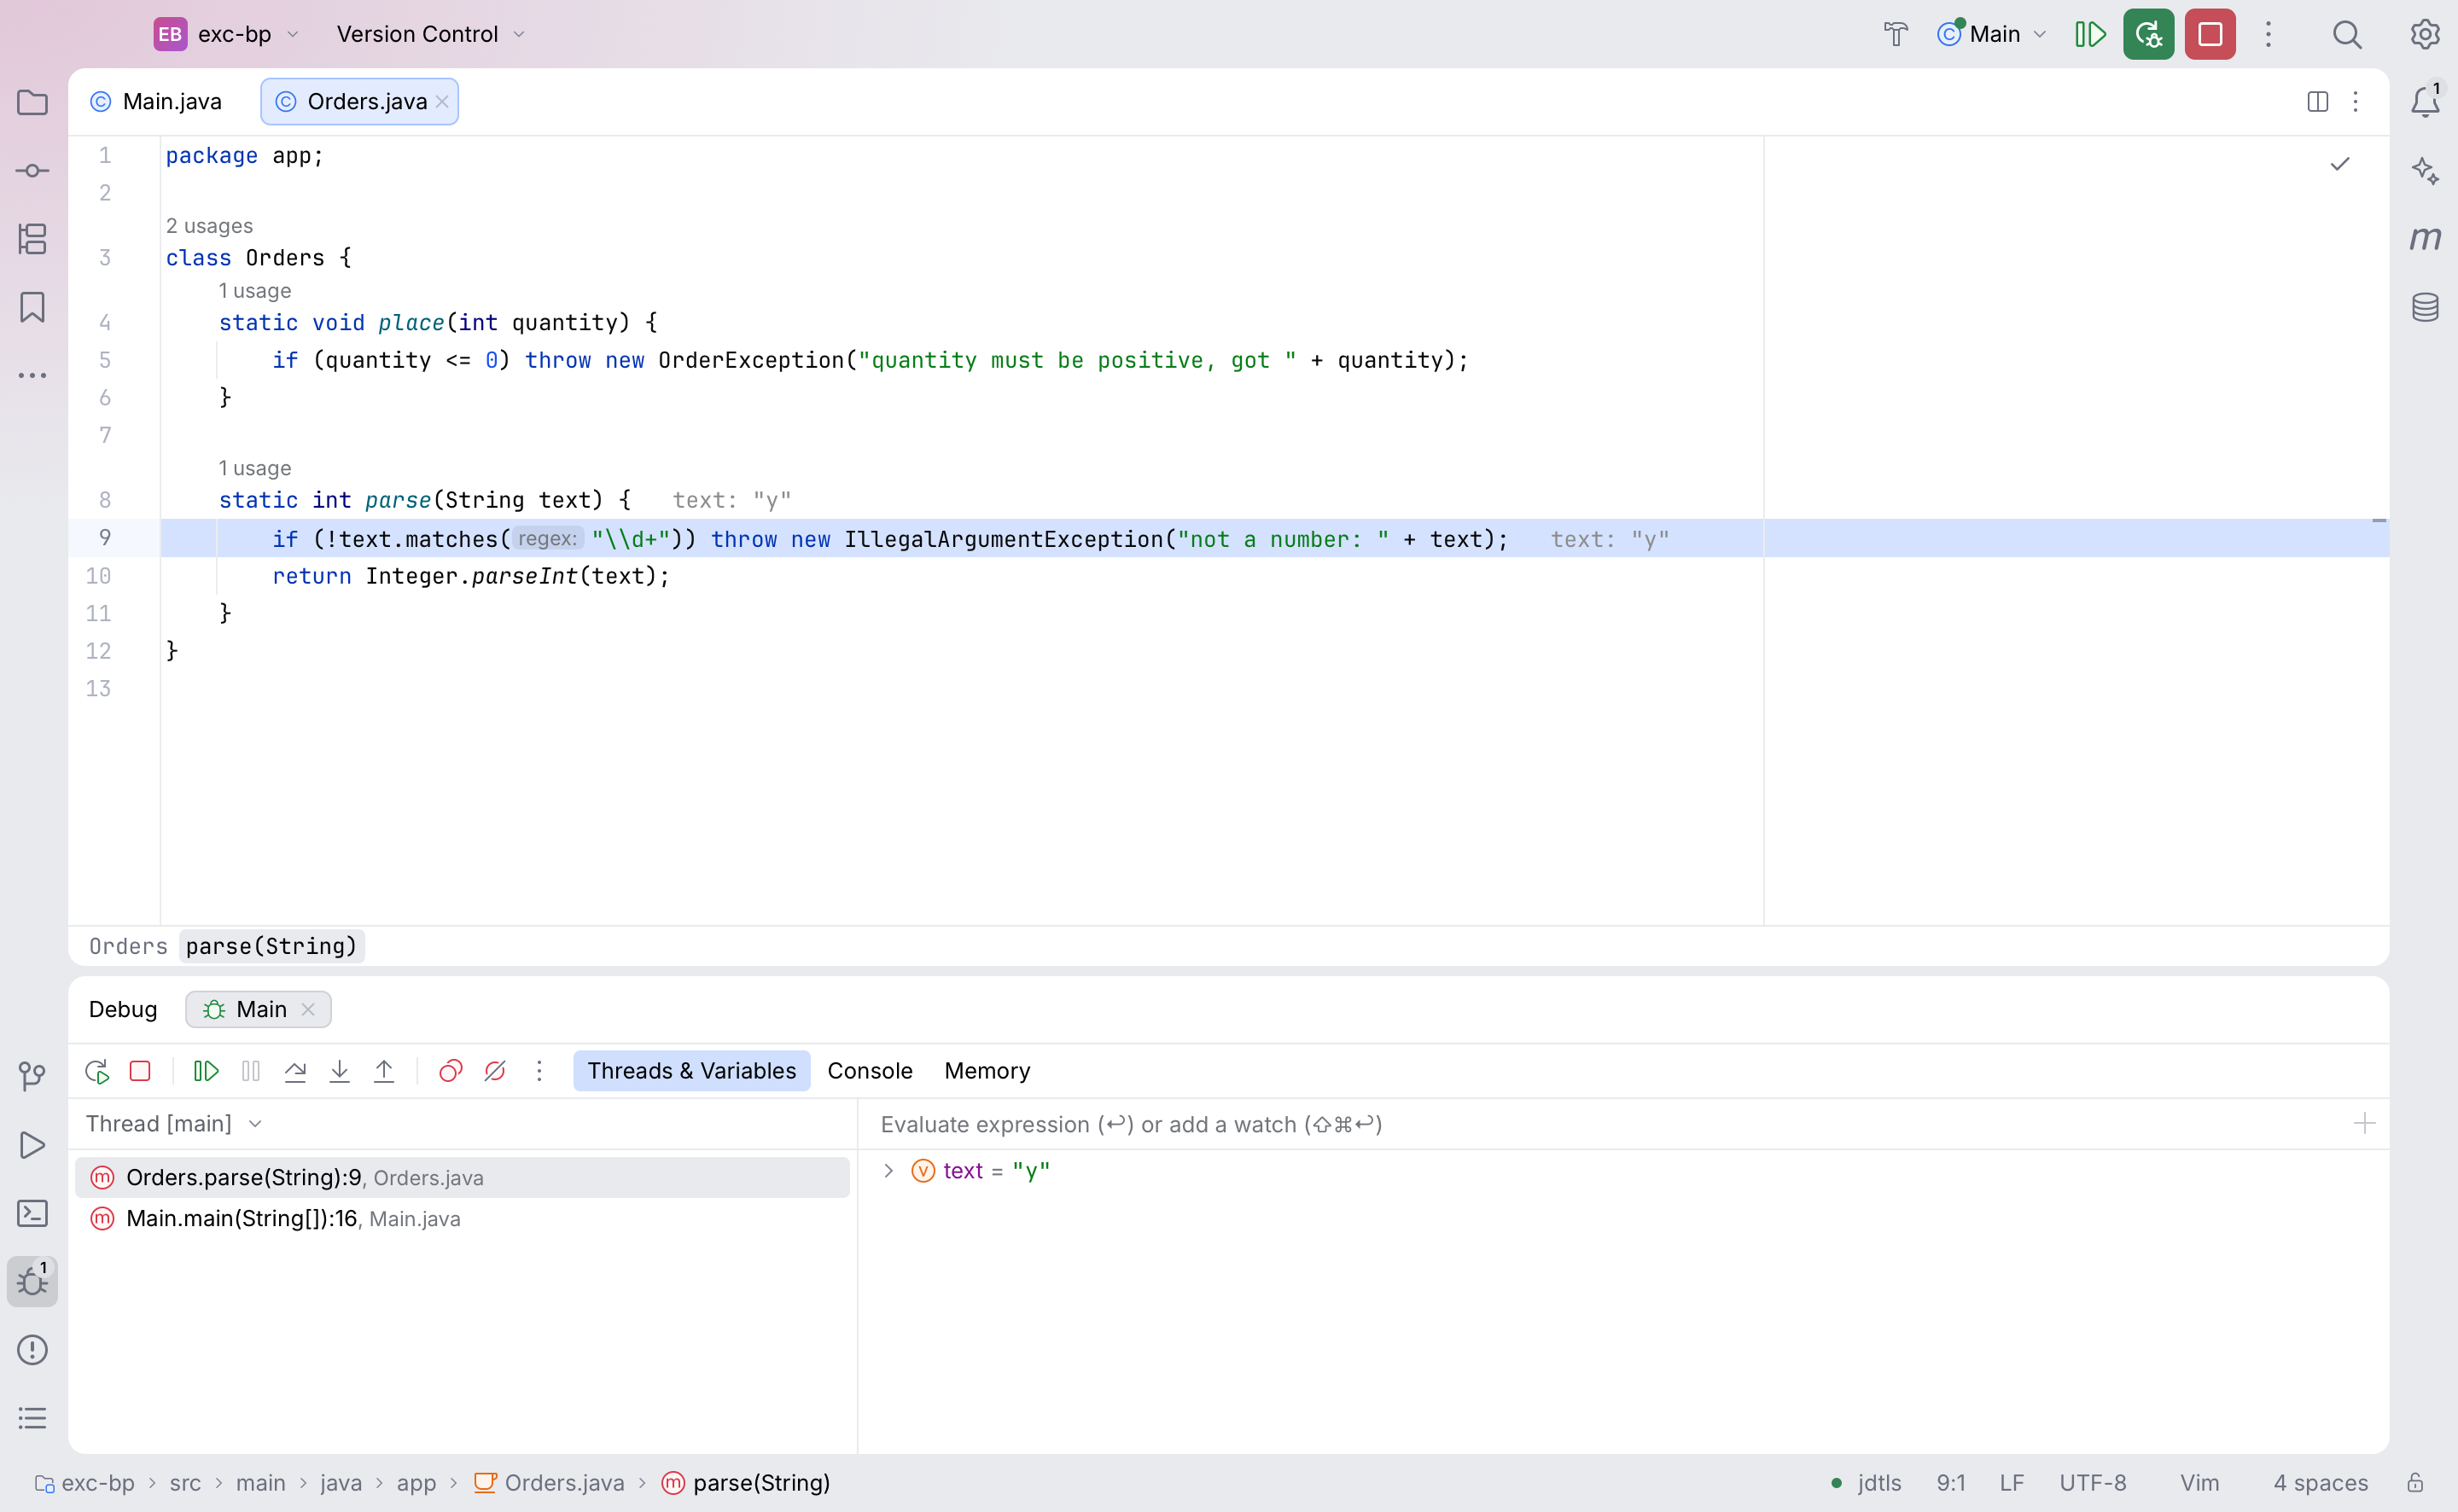 EB exc-bp Version Control Main
Main.java Orders.java
1
1 package app;
2
2 usages
3 class Orders {
1 usage
4 static void place(int quantity) {
5 if (quantity <= 0) throw new OrderException("quantity must be positive, got " + quantity);
6 }
7
1 usage
8 static int parse(String text) { text: "y"
9 if (!text.matches( regex: "\\d+")) throw new IllegalArgumentException("not a number: " + text); text: "y"
10 return Integer.parseInt(text);
11 }
12 }
13
m
Orders parse(String)
Debug Main
Threads & Variables Console Memory
Thread [main]
Evaluate expression (↩) or add a watch (⇧⌘↩)
m Orders.parse(String):9, Orders.java
m Main.main(String[]):16, Main.java
v text = "y"
1
exc-bp > src > main > java > app > Orders.java > m parse(String)
jdtls 9:1 LF UTF-8 Vim 4 spaces